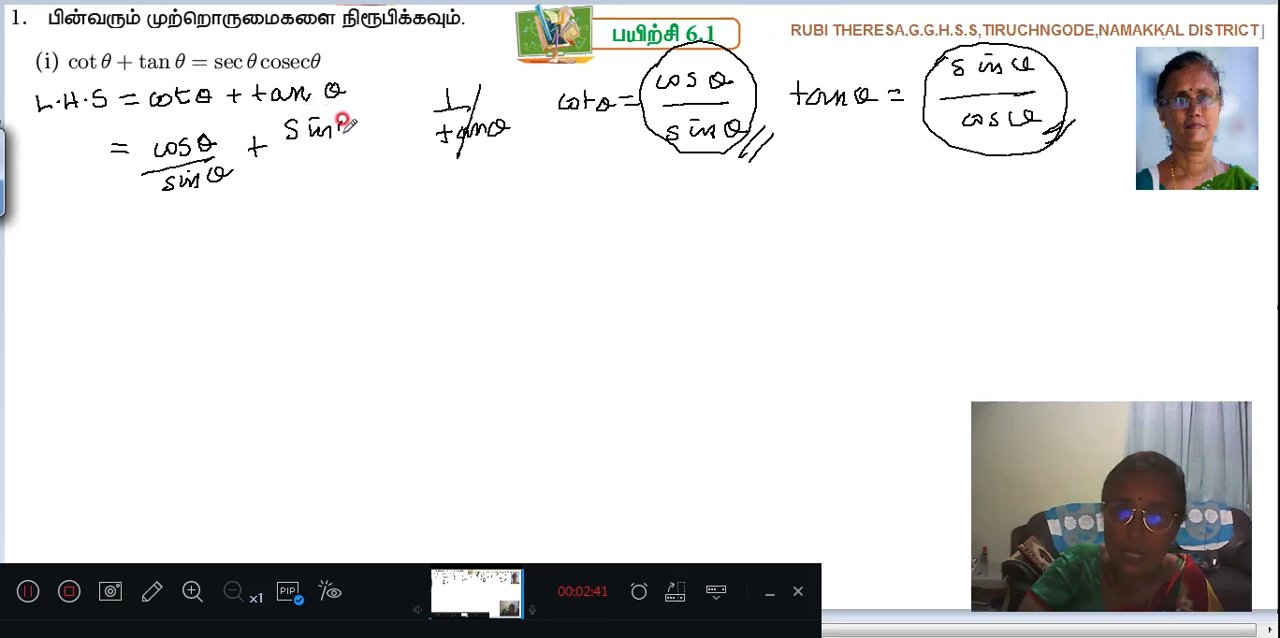 1. பின்வரும் முற்றொருமைகளை நிரூபிக்கவும்.
பயிற்சி 6.1
RUBI THERESA.G.G.H.S.S,TIRUCHNGODE,NAMAKKAL DISTRICT
(i) cot θ + tan θ = sec θ cosec θ
L.H.S = cot θ + tan θ
= cos θ / sin θ + sin
1 / tan θ
cot θ = cos θ / sin θ
tan θ = sin θ / cos θ
x1
PIP
00:02:41